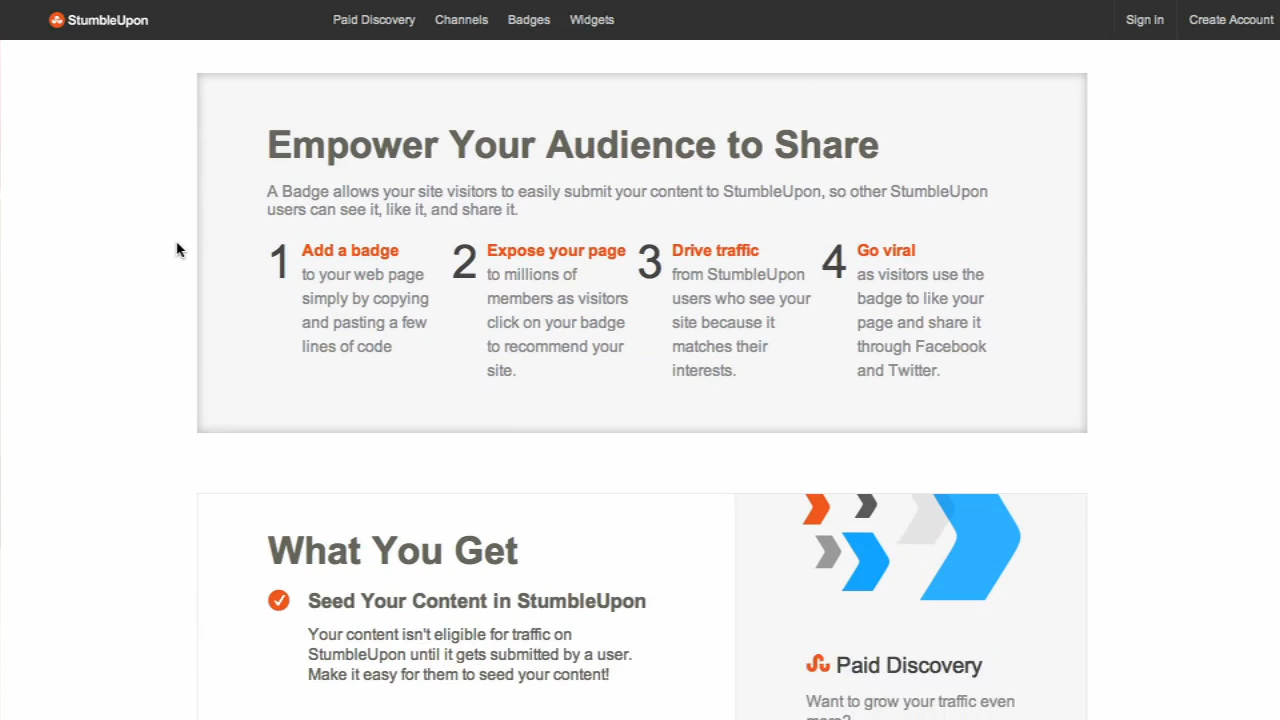 StumbleUpon Paid Discovery Channels Badges Widgets Sign In Create Account
Empower Your Audience to Share
A Badge allows your site visitors to easily submit your content to StumbleUpon, so other StumbleUpon
users can see it, like it, and share it.
1 Add a badge
to your web page
simply by copying
and pasting a few
lines of code
2 Expose your page
to millions of
members as visitors
click on your badge
to recommend your
site.
3 Drive traffic
from StumbleUpon
users who see your
site because it
matches their
interests.
4 Go viral
as visitors use the
badge to like your
page and share it
through Facebook
and Twitter.
What You Get
Seed Your Content in StumbleUpon
Your content isn't eligible for traffic on
StumbleUpon until it gets submitted by a user.
Make it easy for them to seed your content!
Paid Discovery
Want to grow your traffic even
more?